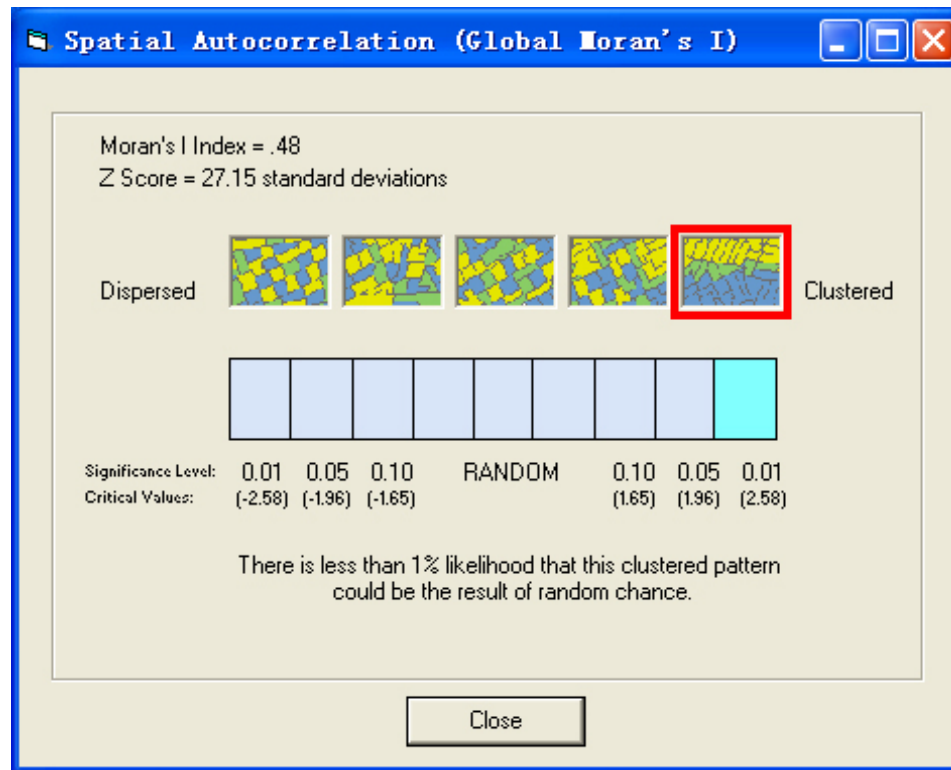 Spatial Autocorrelation (Global Moran's I)
Moran's I Index = .48
Z Score = 27.15 standard deviations
Dispersed
Clustered
Significance Level: 0.01 0.05 0.10 RANDOM 0.10 0.05 0.01
Critical Values: (-2.58) (-1.96) (-1.65) (1.65) (1.96) (2.58)
There is less than 1% likelihood that this clustered pattern
could be the result of random chance.
Close